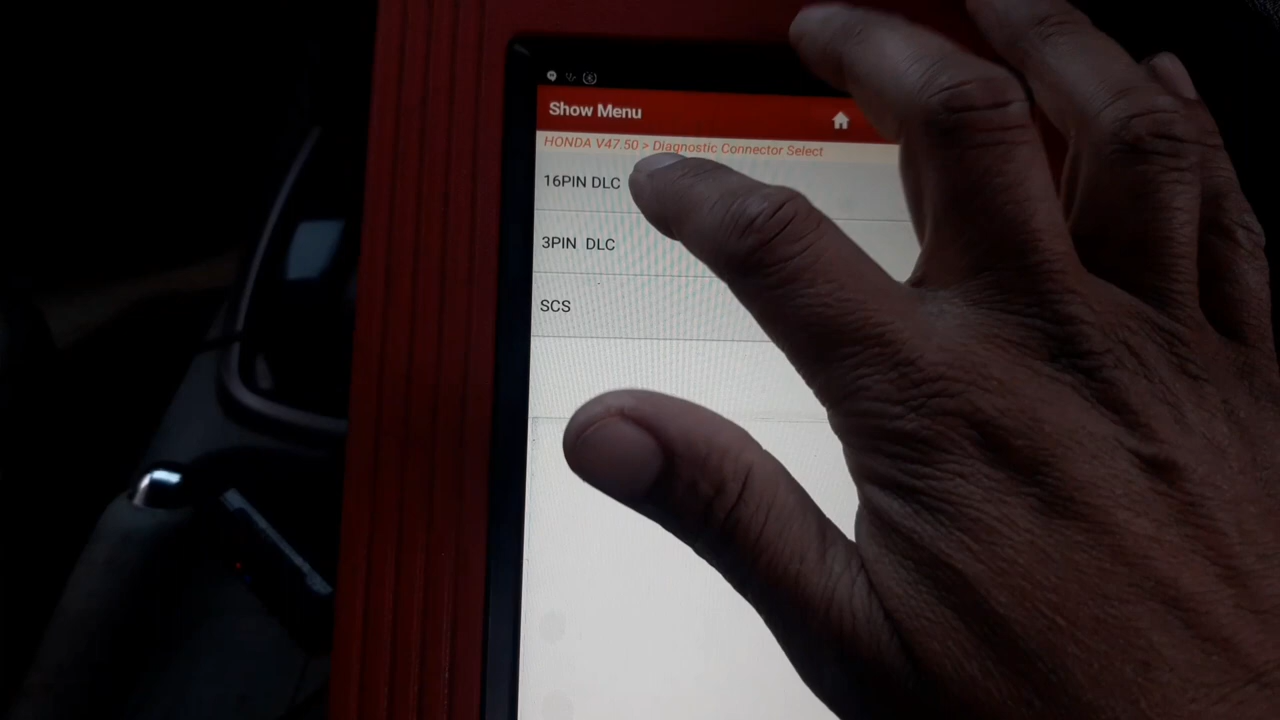 Show Menu
HONDA V47.50 > Diagnostic Connector Select
16PIN DLC
3PIN DLC
SCS